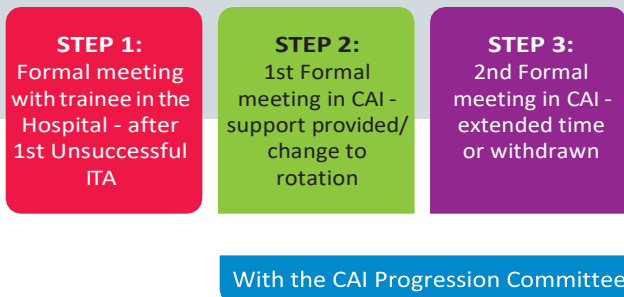 STEP 1:
Formal meeting
with trainee in the
Hospital - after
1st Unsuccessful
ITA
STEP 2:
1st Formal
meeting in CAI -
support provided/
change to
rotation
STEP 3:
2nd Formal
meeting in CAI -
extended time
or withdrawn
With the CAI Progression Committee